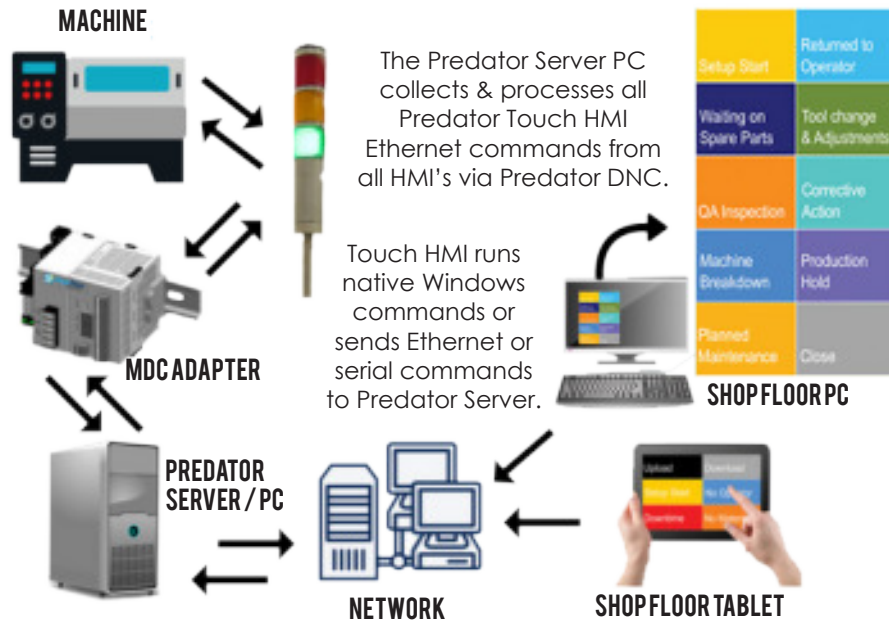 MACHINE
The Predator Server PC
collects & processes all
Predator Touch HMI
Ethernet commands from
all HMI's via Predator DNC.
Setup Start
Returned to
Operator
Waiting on
Spare Parts
Tool change
& Adjustments
QA Inspection
Corrective
Action
Machine
Breakdown
Production
Hold
Planned
Maintenance
Close
Touch HMI runs
native Windows
commands or
sends Ethernet or
serial commands
to Predator Server.
MDC ADAPTER
SHOP FLOOR PC
PREDATOR
SERVER / PC
Upload
Download
Setup Start
No Operator
Downtime
No Material
NETWORK
SHOP FLOOR TABLET